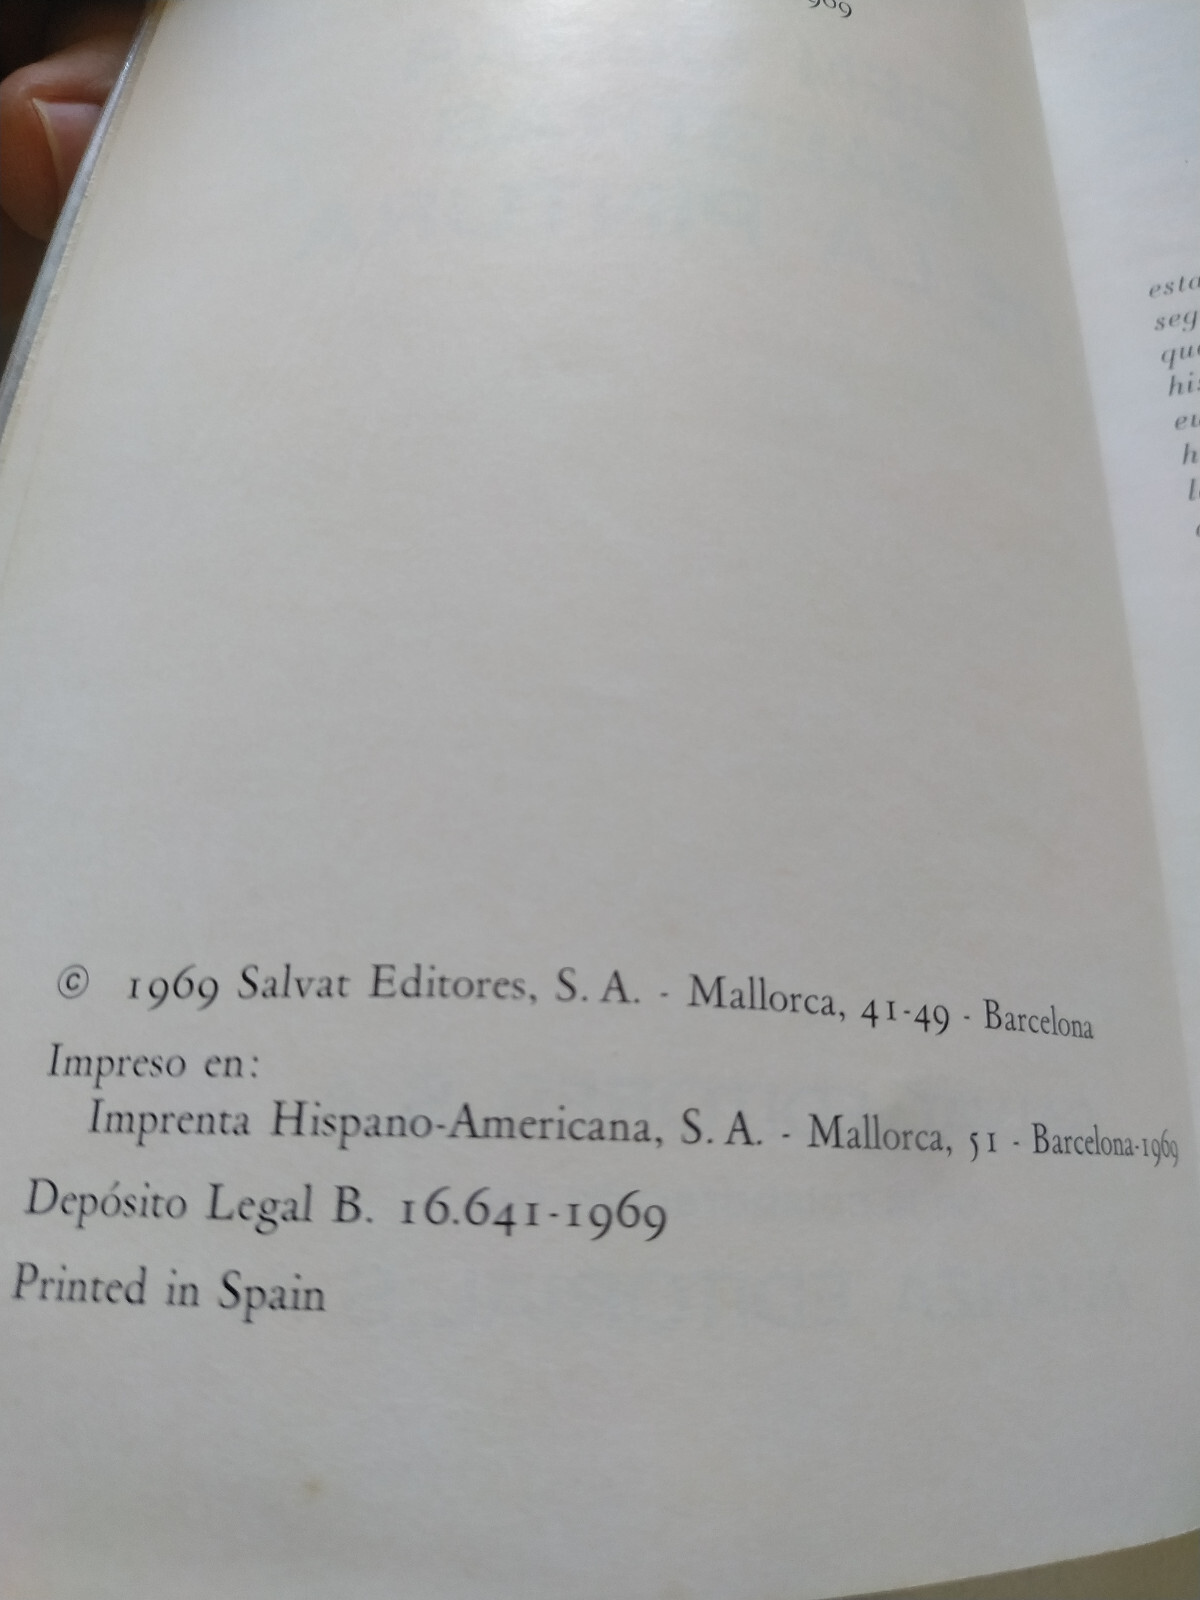 © 1969 Salvat Editores, S. A. - Mallorca, 41-49 - Barcelona
Impreso en:
Imprenta Hispano-Americana, S. A. - Mallorca, 51 - Barcelona-1969
Depósito Legal B. 16.641-1969
Printed in Spain